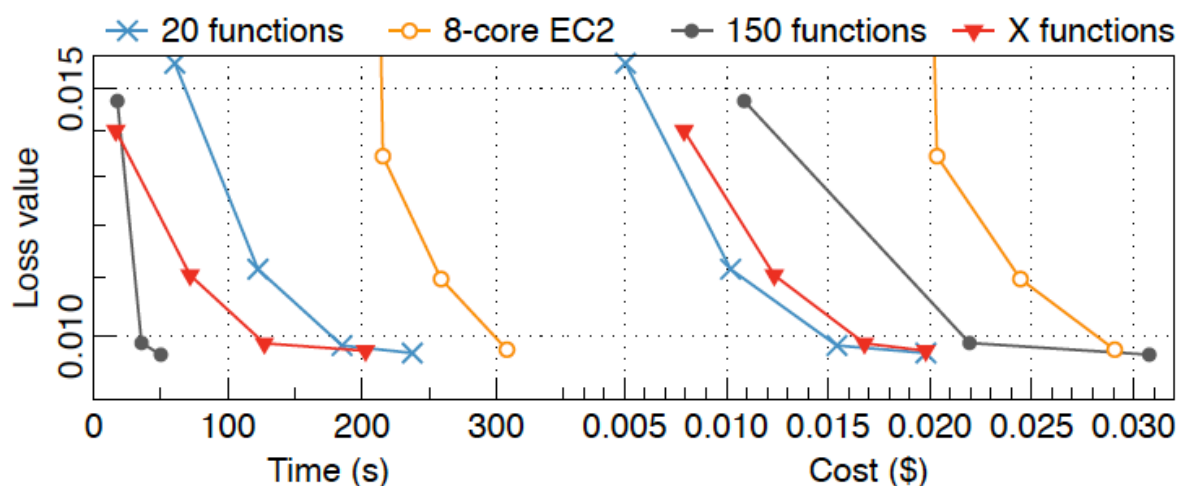 20 functions 8-core EC2 150 functions X functions
Loss value
0.015
0.010
0 100 200 300 0.005 0.010 0.015 0.020 0.025 0.030
Time (s) Cost ($)